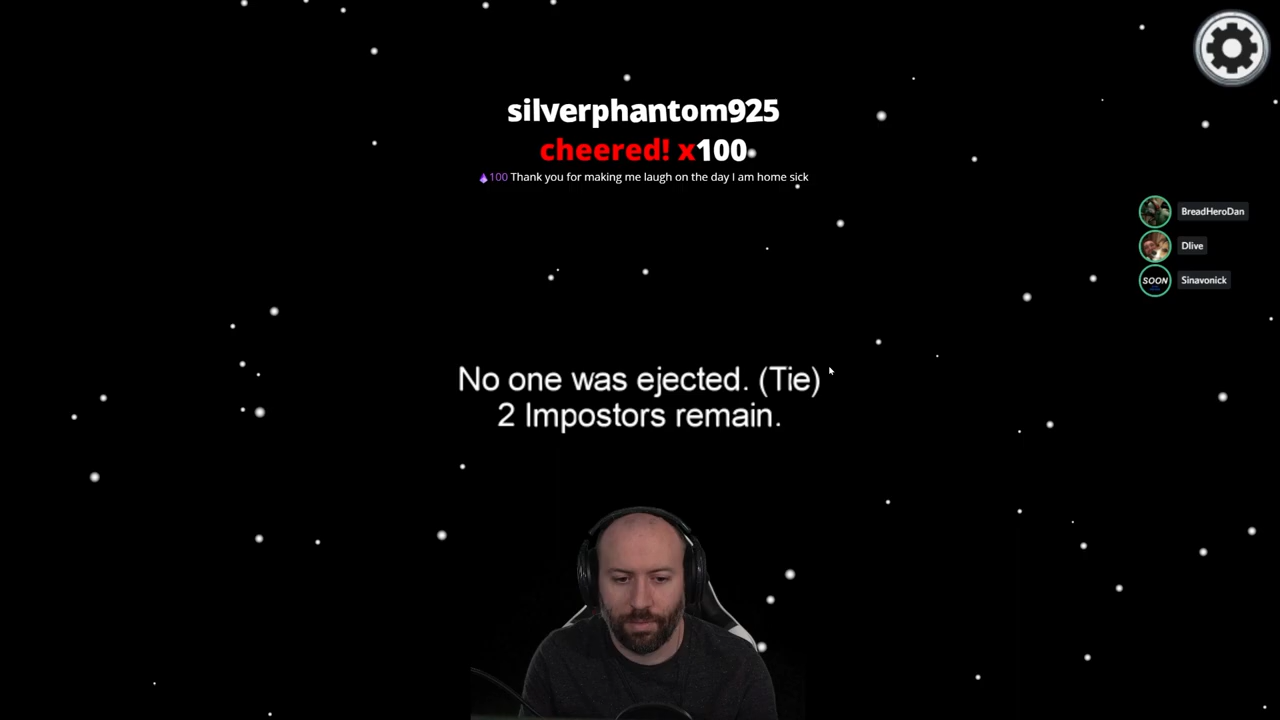 silverphantom925
cheered! x100
100 Thank you for making me laugh on the day I am home sick
BreadHeroDan
Dlive
SOON
Sinavonick
No one was ejected. (Tie)
2 Impostors remain.